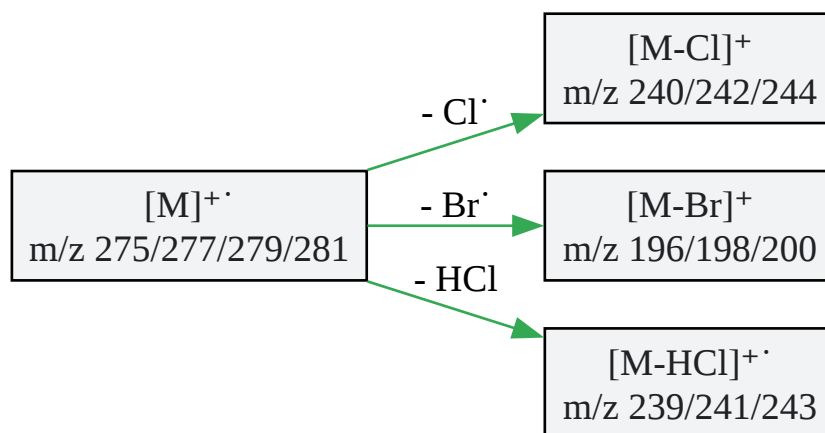 [M]⁺˙
m/z 275/277/279/281
- Cl˙
- Br˙
- HCl
[M-Cl]⁺
m/z 240/242/244
[M-Br]⁺
m/z 196/198/200
[M-HCl]⁺˙
m/z 239/241/243